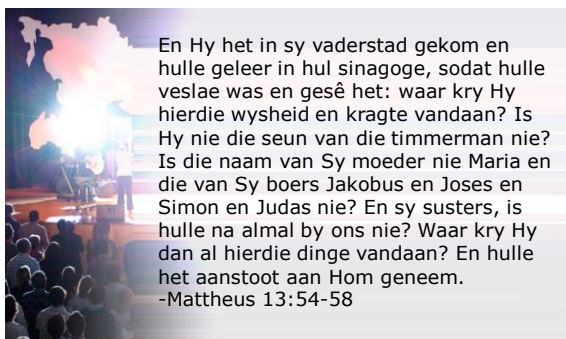 En Hy het in sy vaderstad gekom en
hulle geleer in hul sinagoge, sodat hulle
veslae was en gesê het: waar kry Hy
hierdie wysheid en kragte vandaan? Is
Hy nie die seun van die timmerman nie?
Is die naam van Sy moeder nie Maria en
die van Sy boers Jakobus en Joses en
Simon en Judas nie? En sy susters, is
hulle na almal by ons nie? Waar kry Hy
dan al hierdie dinge vandaan? En hulle
het aanstoot aan Hom geneem.
-Mattheus 13:54-58